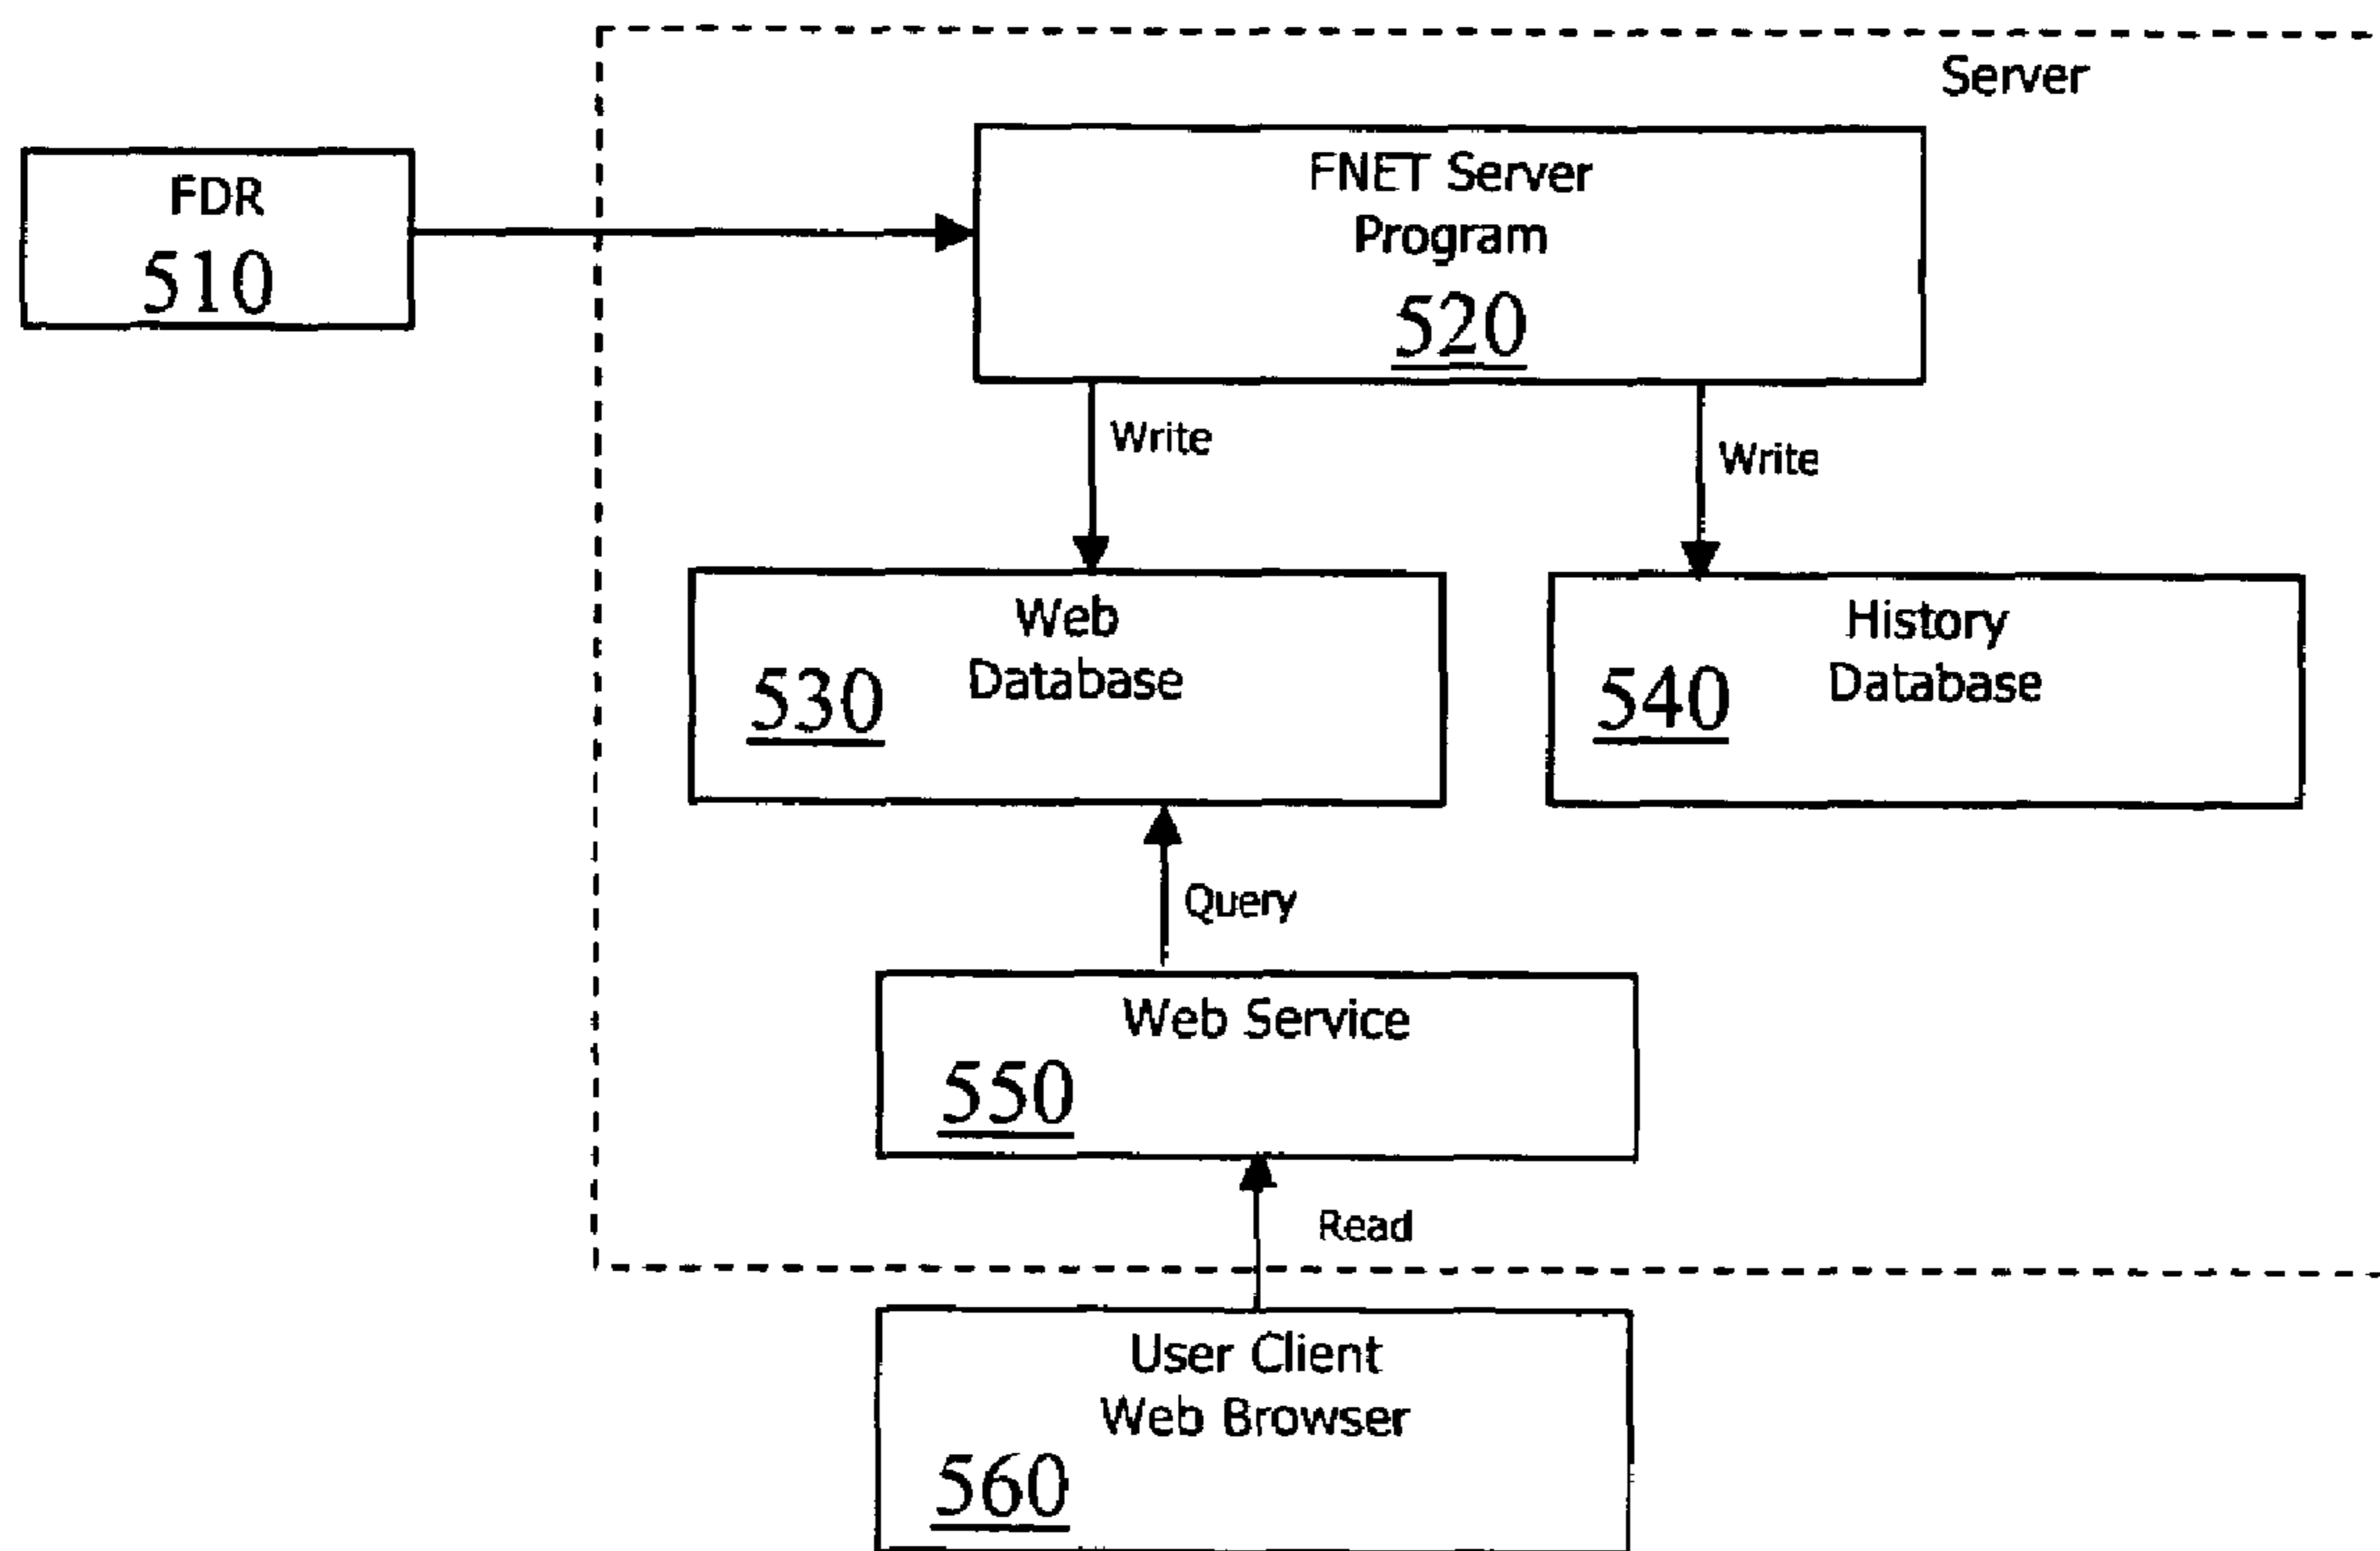 Server
FDR
510
FNET Server
Program
520
Write
Write
Web
Database
530
History
Database
540
Query
Web Service
550
Read
User Client
Web Browser
560